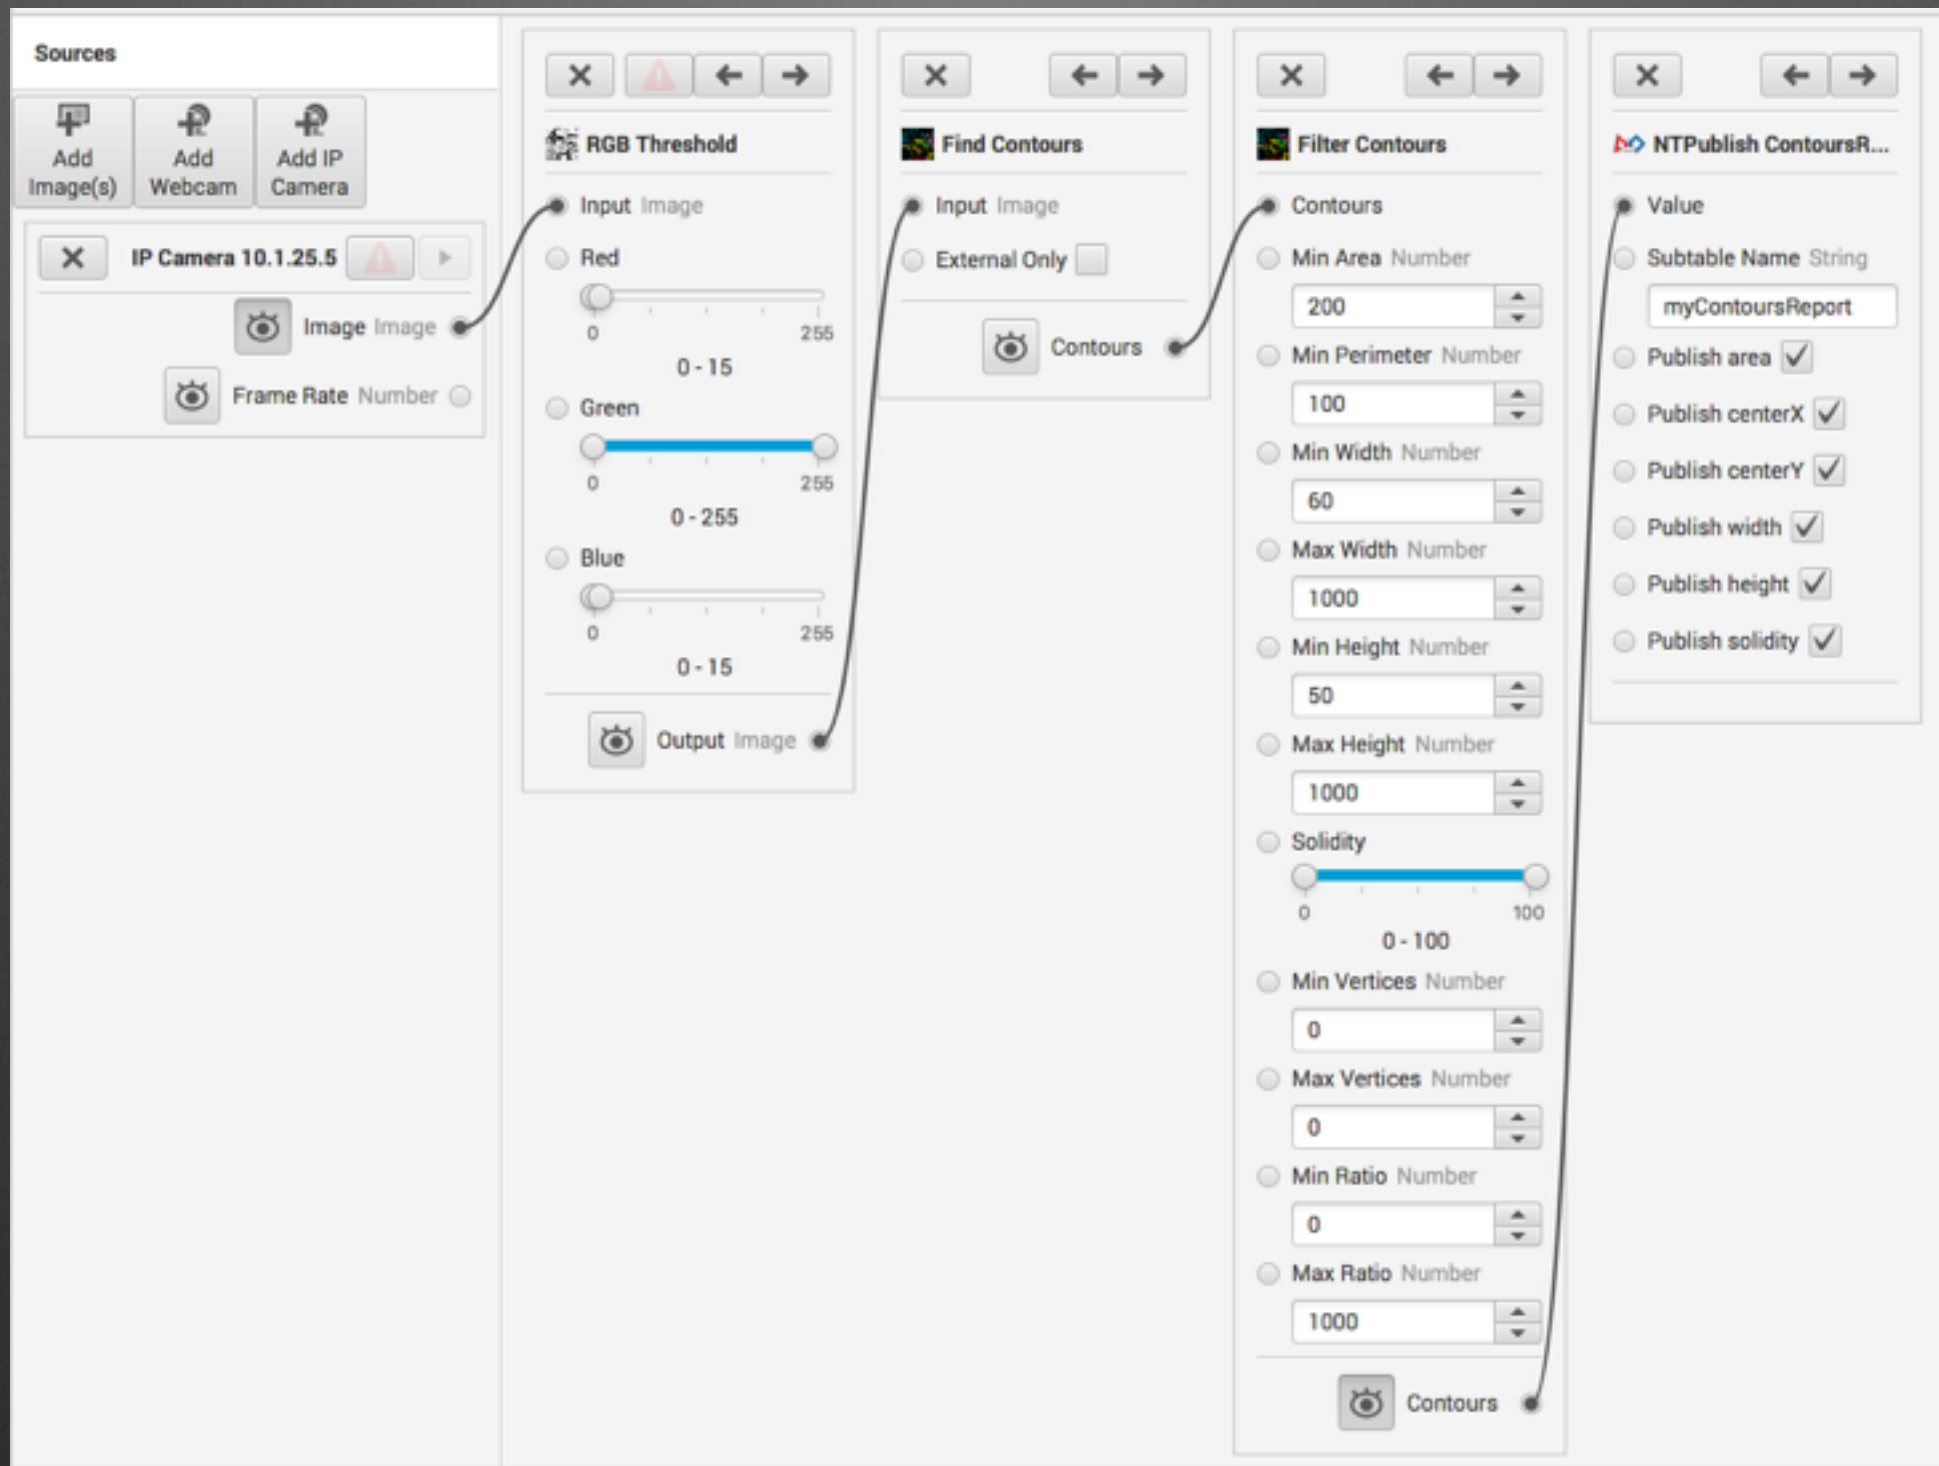 Sources
Add
Image(s)
Add
Webcam
Add IP
Camera
IP Camera 10.1.25.5
Image Image
Frame Rate Number
RGB Threshold
Input Image
Red
0 255
0 - 15
Green
0 255
0 - 255
Blue
0 255
0 - 15
Output Image
Find Contours
Input Image
External Only
Contours
Filter Contours
Contours
Min Area Number
200
Min Perimeter Number
100
Min Width Number
60
Max Width Number
1000
Min Height Number
50
Max Height Number
1000
Solidity
0 100
0 - 100
Min Vertices Number
0
Max Vertices Number
0
Min Ratio Number
0
Max Ratio Number
1000
Contours
NTPublish ContoursR...
Value
Subtable Name String
myContoursReport
Publish area
Publish centerX
Publish centerY
Publish width
Publish height
Publish solidity